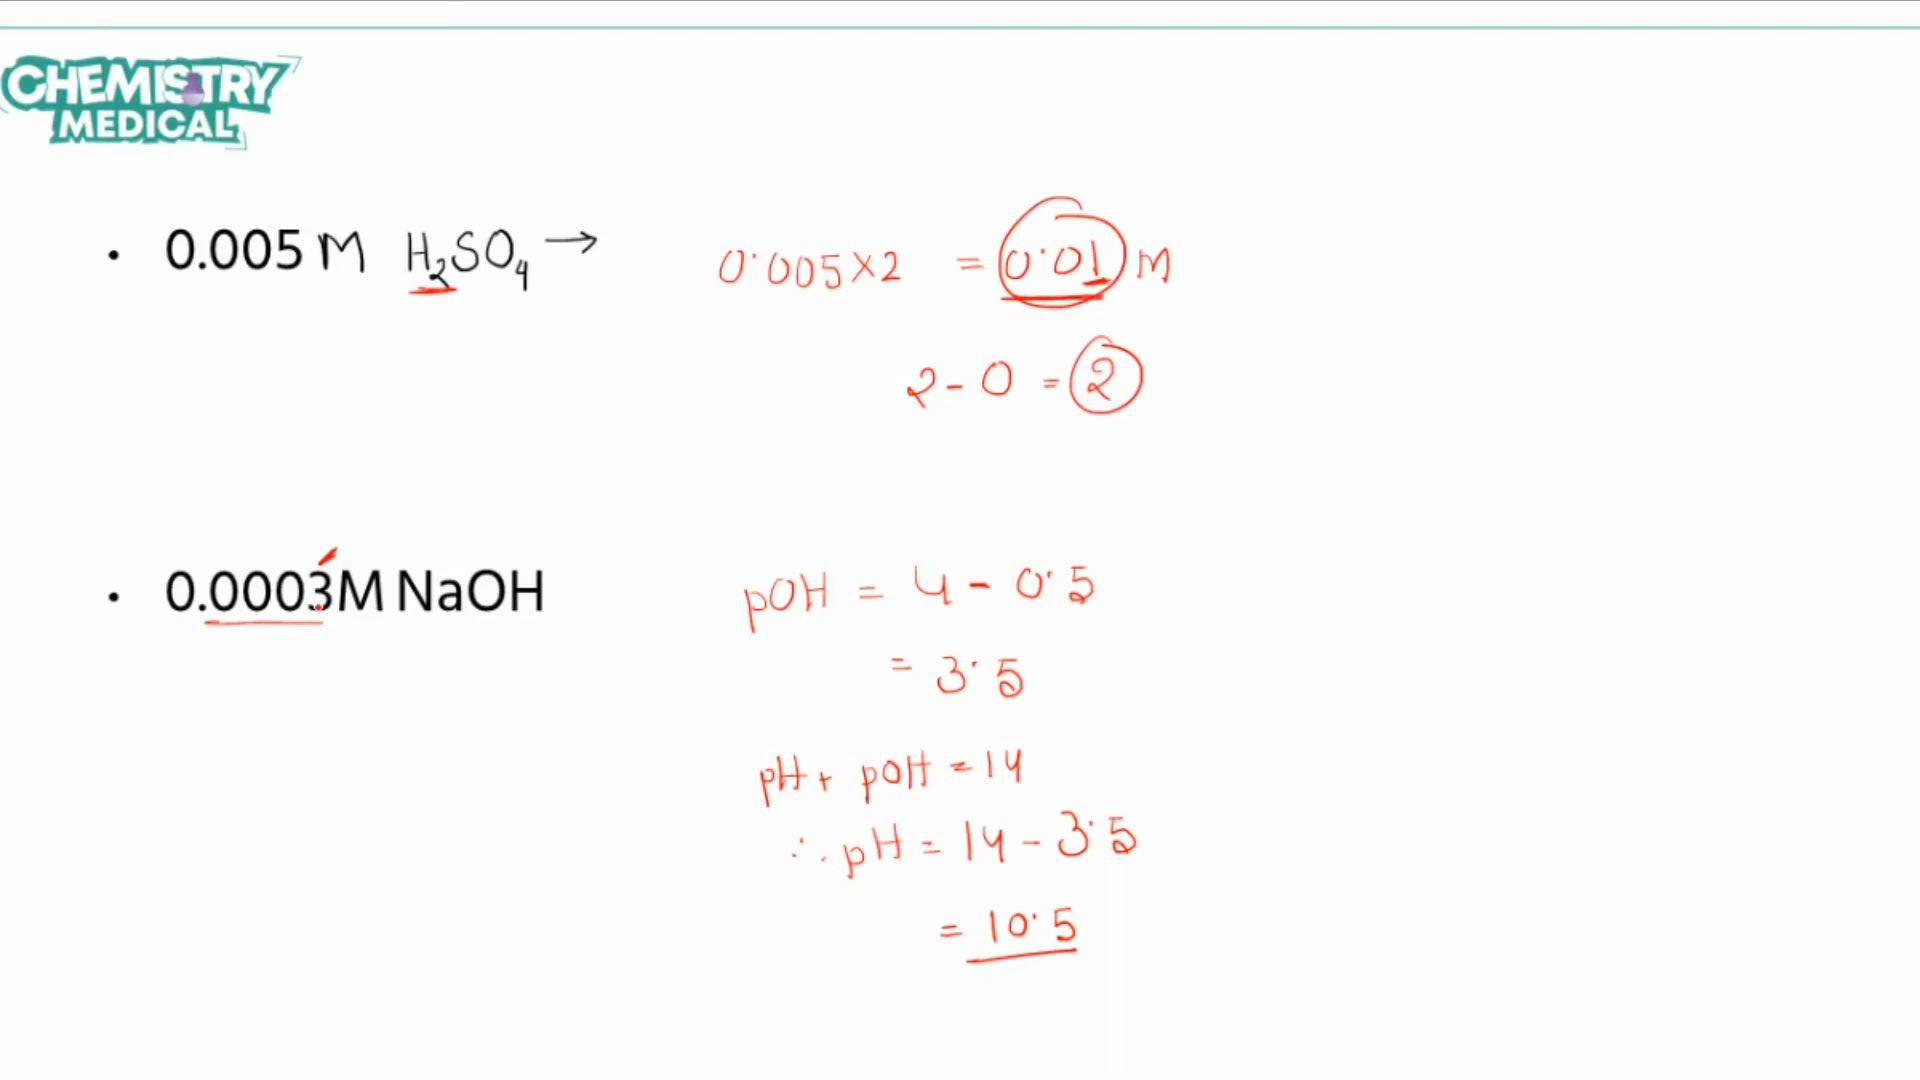 CHEMISTRY
MEDICAL
• 0.005 M H₂SO₄ → 0.005 × 2 = 0.01 M
2 - 0 = 2
• 0.0003M NaOH
pOH = 4 - 0.5
= 3.5
pH + pOH = 14
∴ pH = 14 - 3.5
= 10.5